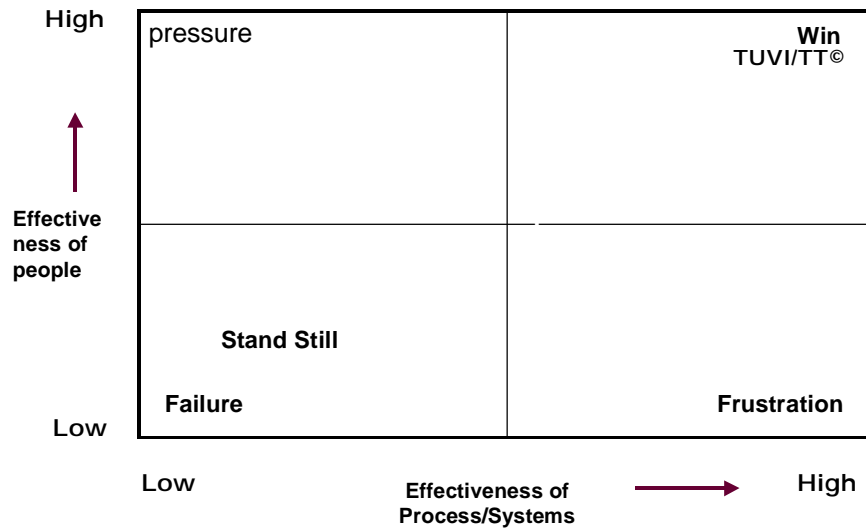 High
pressure
Win
TUVI/TT©
Effective
ness of
people
Stand Still
Failure
Frustration
Low
Low
Effectiveness of
Process/Systems
High